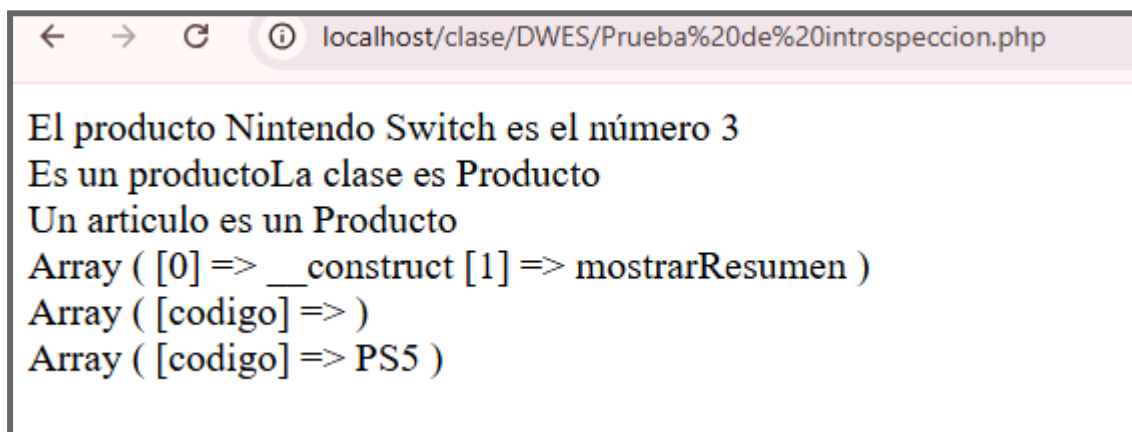 localhost/clase/DWES/Prueba%20de%20introspeccion.php
El producto Nintendo Switch es el número 3
Es un productoLa clase es Producto
Un articulo es un Producto
Array ( [0] => __construct [1] => mostrarResumen )
Array ( [codigo] => )
Array ( [codigo] => PS5 )